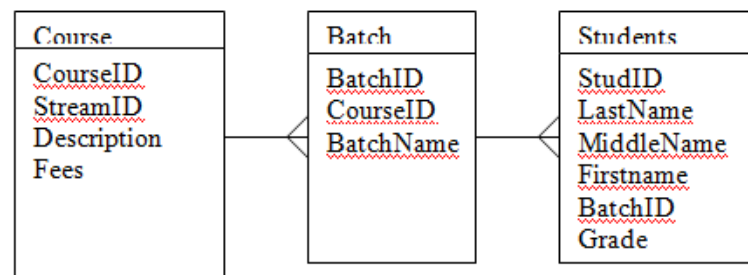 Course
CourseID
StreamID
Description
Fees
Batch
BatchID
CourseID
BatchName
Students
StudID
LastName
MiddleName
Firstname
BatchID
Grade